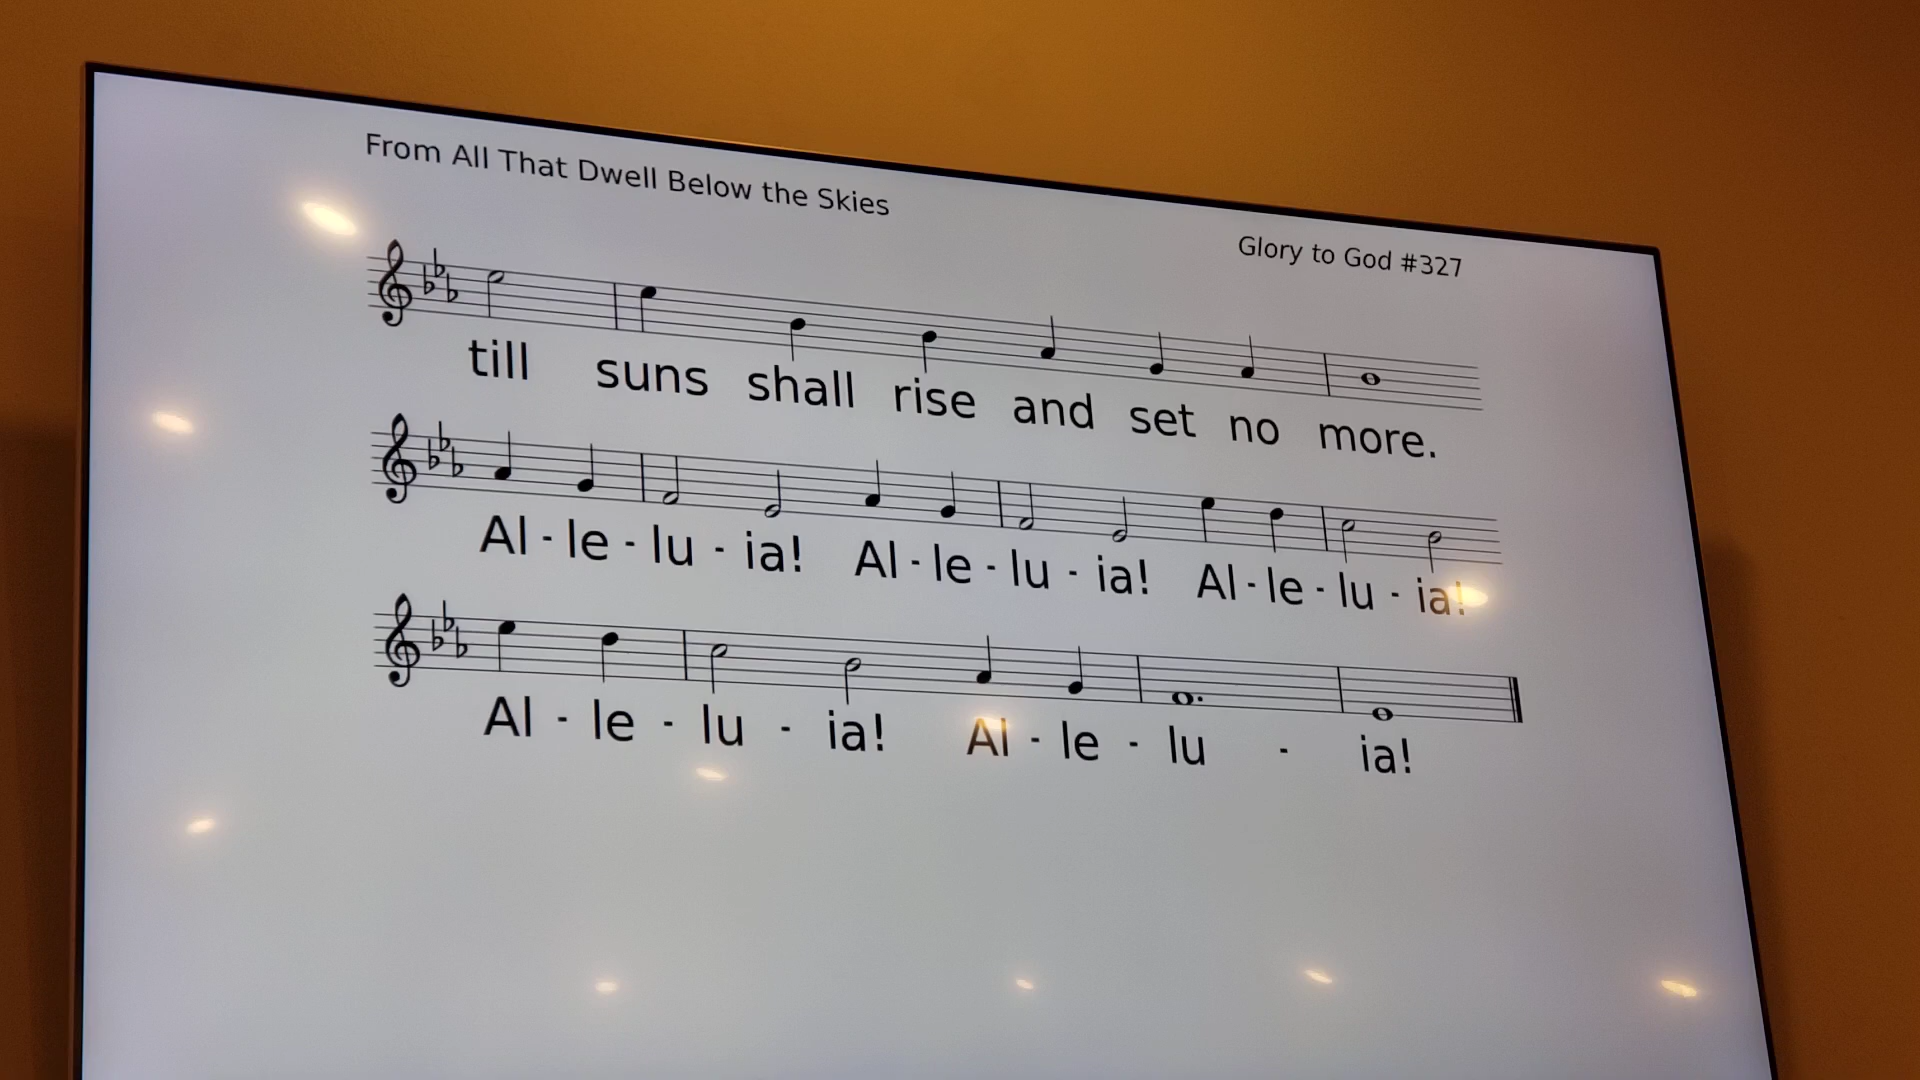 From All That Dwell Below the Skies
Glory to God #327
till suns shall rise and set no more.
Al - le - lu - ia! Al - le - lu - ia! Al - le - lu - ia!
Al - le - lu - ia! Al - le - lu - ia!